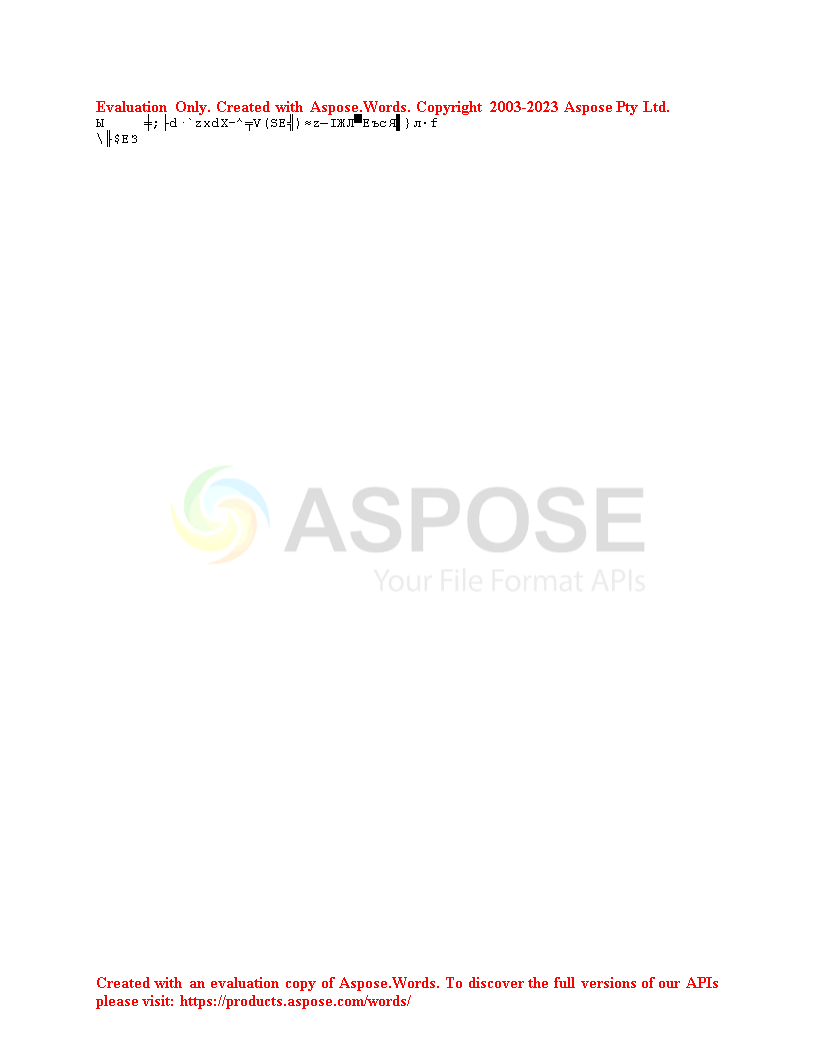 Evaluation Only. Created with Aspose.Words. Copyright 2003-2023 Aspose Pty Ltd.
Ы ╪;├d·`zxdX-^╤V(SE╣)≈z—IЖЛ▀ЕъсЯ▌}л·f
\╟$E3
ASPOSE
Your File Format APIs
Created with an evaluation copy of Aspose.Words. To discover the full versions of our APIs
please visit: https://products.aspose.com/words/